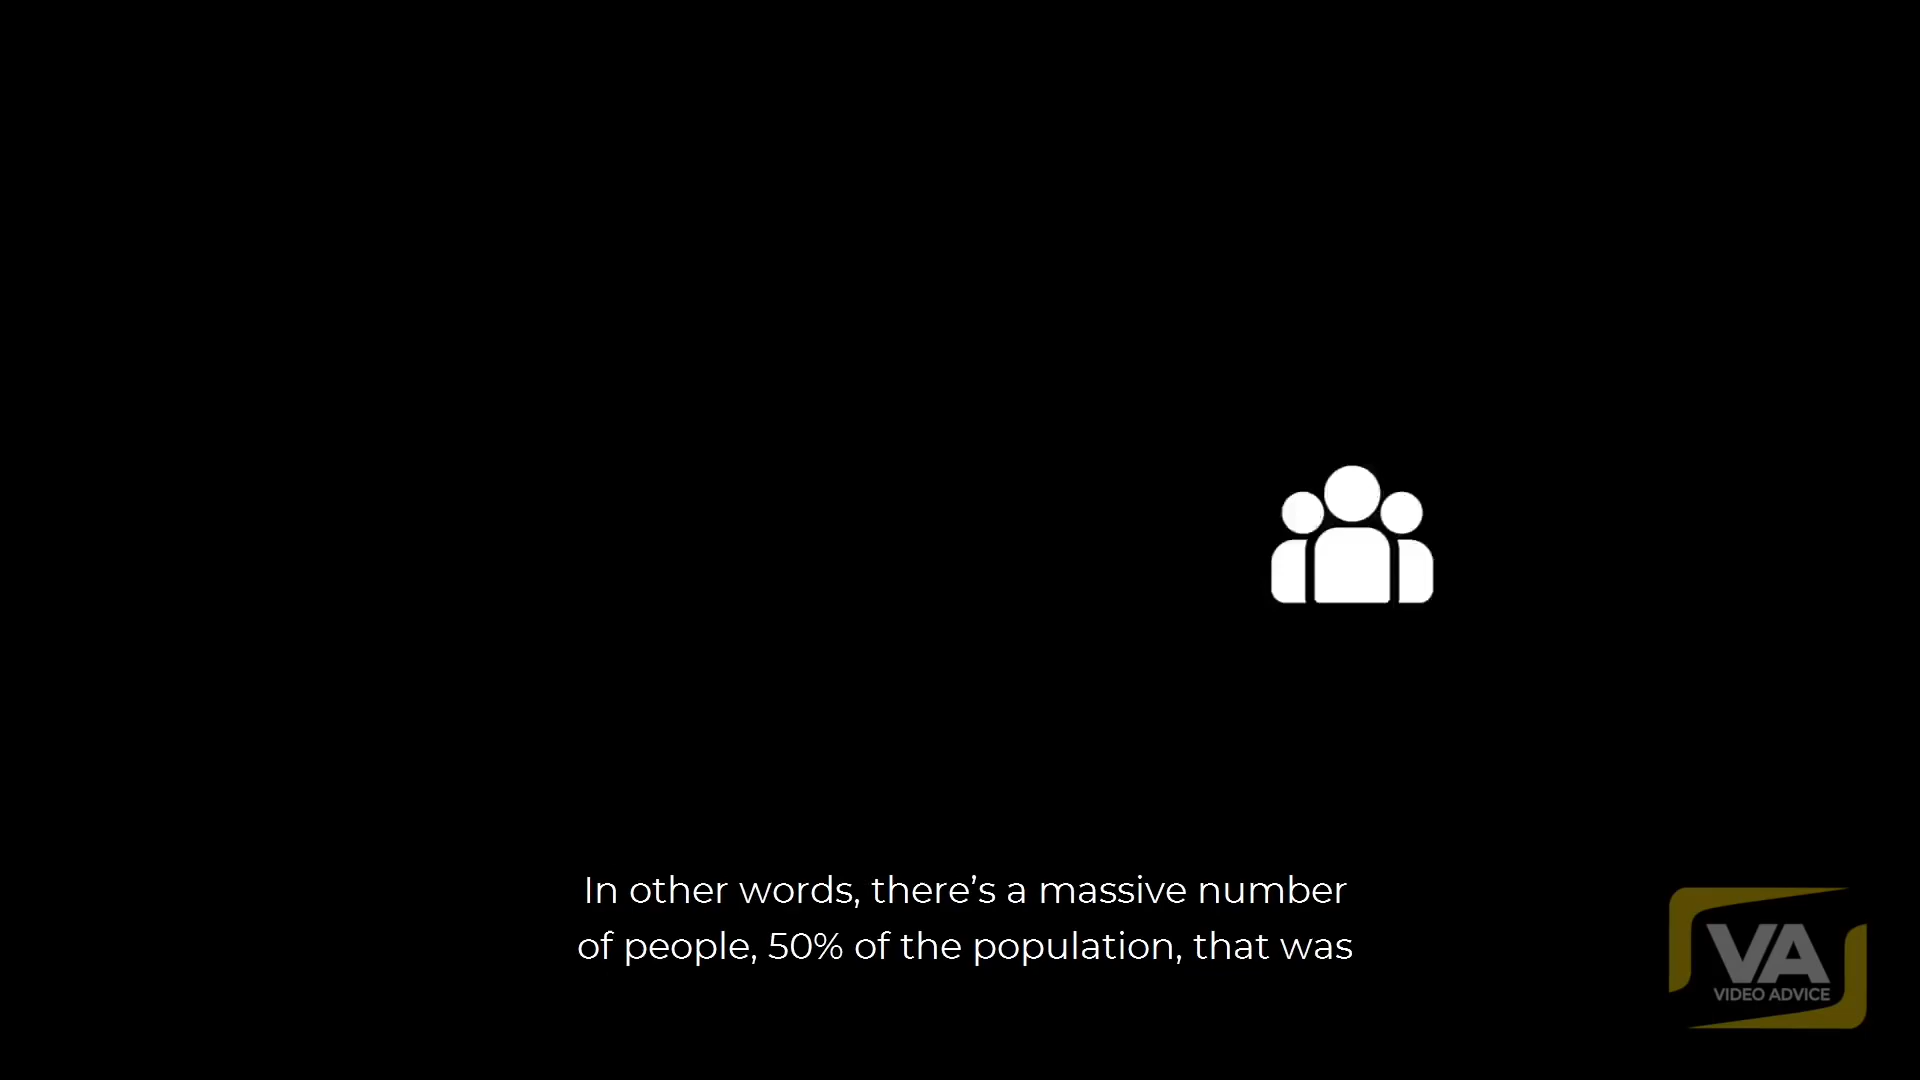 In other words, there’s a massive number
of people, 50% of the population, that was
VA
VIDEO ADVICE